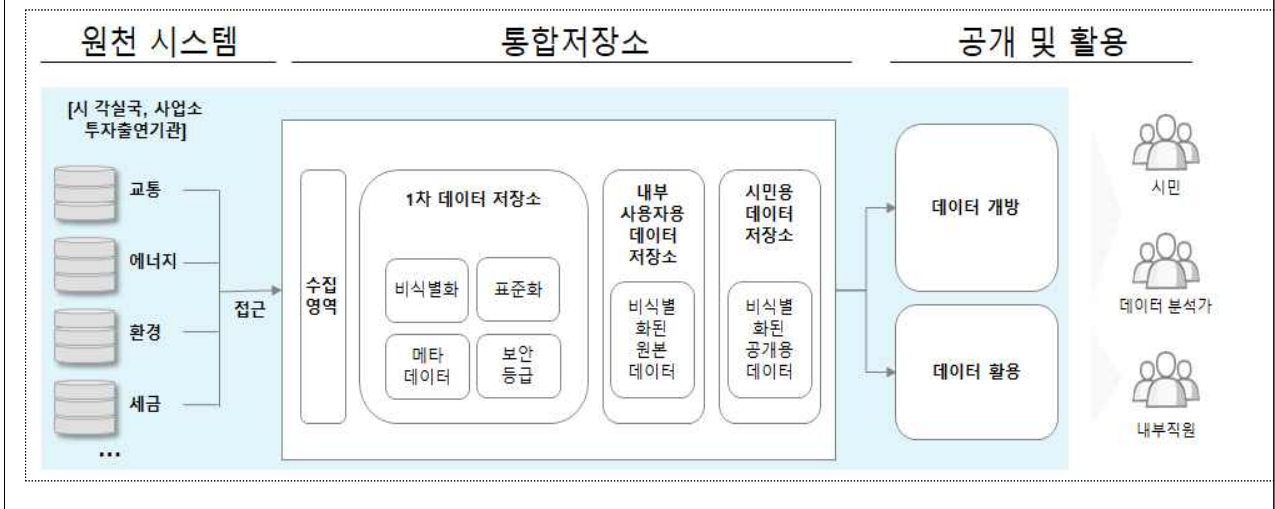 원천 시스템
통합저장소
공개 및 활용
[시 각실국, 사업소
투자출연기관]
교통
에너지
환경
세금
...
접근
수집
영역
1차 데이터 저장소
비식별화
표준화
메타
데이터
보안
등급
내부
사용자용
데이터
저장소
비식별
화된
원본
데이터
시민용
데이터
저장소
비식별
화된
공개용
데이터
데이터 개방
데이터 활용
시민
데이터 분석가
내부직원